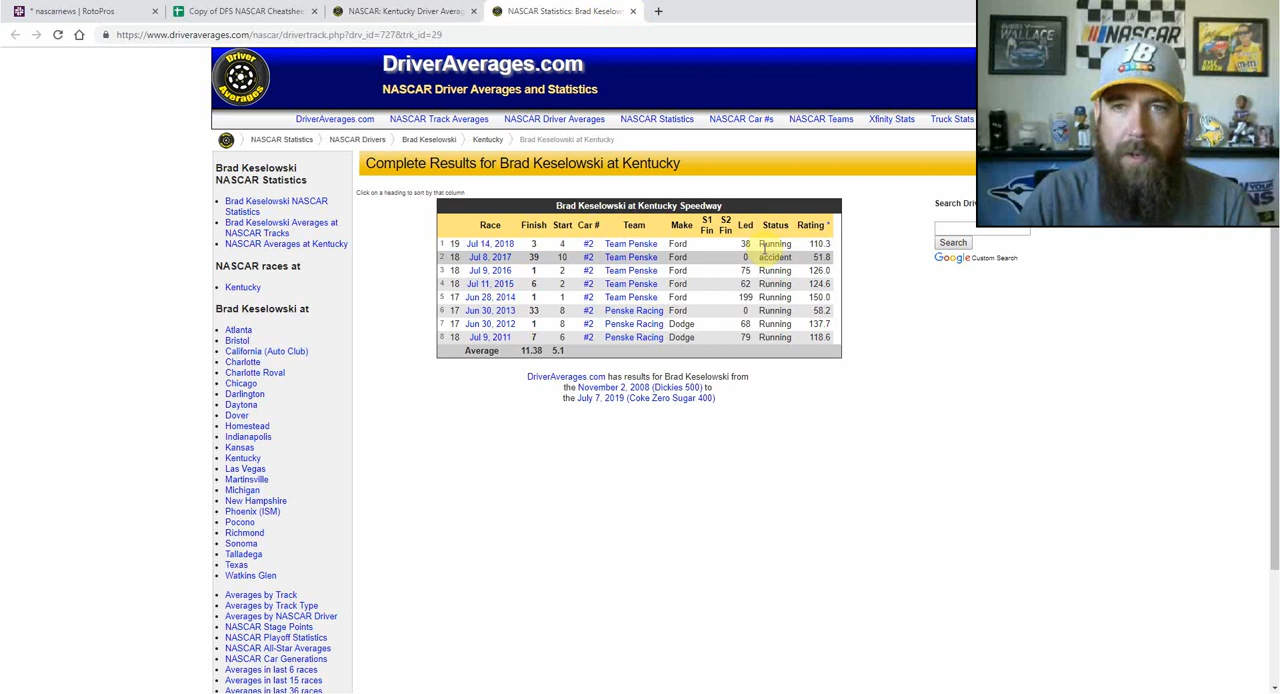 * nascarnews | RotoPros
Copy of DFS NASCAR Cheatshee
NASCAR: Kentucky Driver Averag
NASCAR Statistics: Brad Keselow
https://www.driveraverages.com/nascar/drivertrack.php?drv_id=727&trk_id=29
Driver Averages
DriverAverages.com
NASCAR Driver Averages and Statistics
DriverAverages.com NASCAR Track Averages NASCAR Driver Averages NASCAR Statistics NASCAR Car #s NASCAR Teams Xfinity Stats Truck Stats
NASCAR Statistics NASCAR Drivers Brad Keselowski Kentucky Brad Keselowski at Kentucky
Brad Keselowski
NASCAR Statistics
Brad Keselowski NASCAR
Statistics
Brad Keselowski Averages at
NASCAR Tracks
NASCAR Averages at Kentucky
NASCAR races at
Kentucky
Brad Keselowski at
Atlanta
Bristol
California (Auto Club)
Charlotte
Charlotte Roval
Chicago
Darlington
Daytona
Dover
Homestead
Indianapolis
Kansas
Kentucky
Las Vegas
Martinsville
Michigan
New Hampshire
Phoenix (ISM)
Pocono
Richmond
Sonoma
Talladega
Texas
Watkins Glen
Averages by Track
Averages by Track Type
Averages by NASCAR Driver
NASCAR Stage Points
NASCAR Playoff Statistics
NASCAR All-Star Averages
NASCAR Car Generations
Averages in last 6 races
Averages in last 15 races
Averages in last 36 races
Complete Results for Brad Keselowski at Kentucky
Click on a heading to sort by that column
Brad Keselowski at Kentucky Speedway
Race Finish Start Car # Team Make S1 Fin S2 Fin Led Status Rating *
1 19 Jul 14, 2018 3 4 #2 Team Penske Ford 38 Running 110.3
2 18 Jul 8, 2017 39 10 #2 Team Penske Ford 0 accident 51.8
3 18 Jul 9, 2016 1 2 #2 Team Penske Ford 75 Running 126.0
4 18 Jul 11, 2015 6 2 #2 Team Penske Ford 62 Running 124.6
5 17 Jun 28, 2014 1 1 #2 Team Penske Ford 199 Running 150.0
6 17 Jun 30, 2013 33 8 #2 Penske Racing Ford 0 Running 58.2
7 17 Jun 30, 2012 1 8 #2 Penske Racing Dodge 68 Running 137.7
8 18 Jul 9, 2011 7 6 #2 Penske Racing Dodge 79 Running 118.6
Average 11.38 5.1
DriverAverages.com has results for Brad Keselowski from
the November 2, 2008 (Dickies 500) to
the July 7, 2019 (Coke Zero Sugar 400)
Search Dri
Search
Google Custom Search
BUBBA WALLACE
NASCAR
18